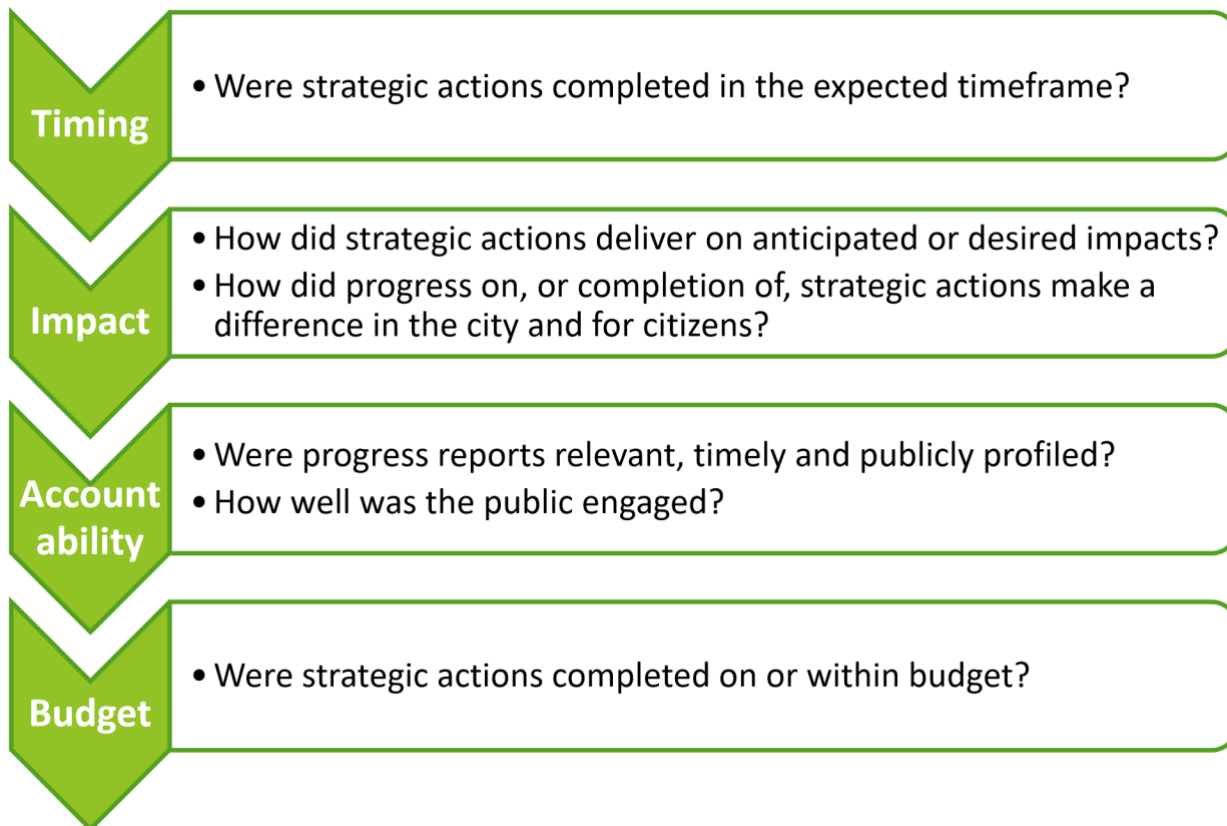 Timing
• Were strategic actions completed in the expected timeframe?
Impact
• How did strategic actions deliver on anticipated or desired impacts?
• How did progress on, or completion of, strategic actions make a
difference in the city and for citizens?
Account
ability
• Were progress reports relevant, timely and publicly profiled?
• How well was the public engaged?
Budget
• Were strategic actions completed on or within budget?